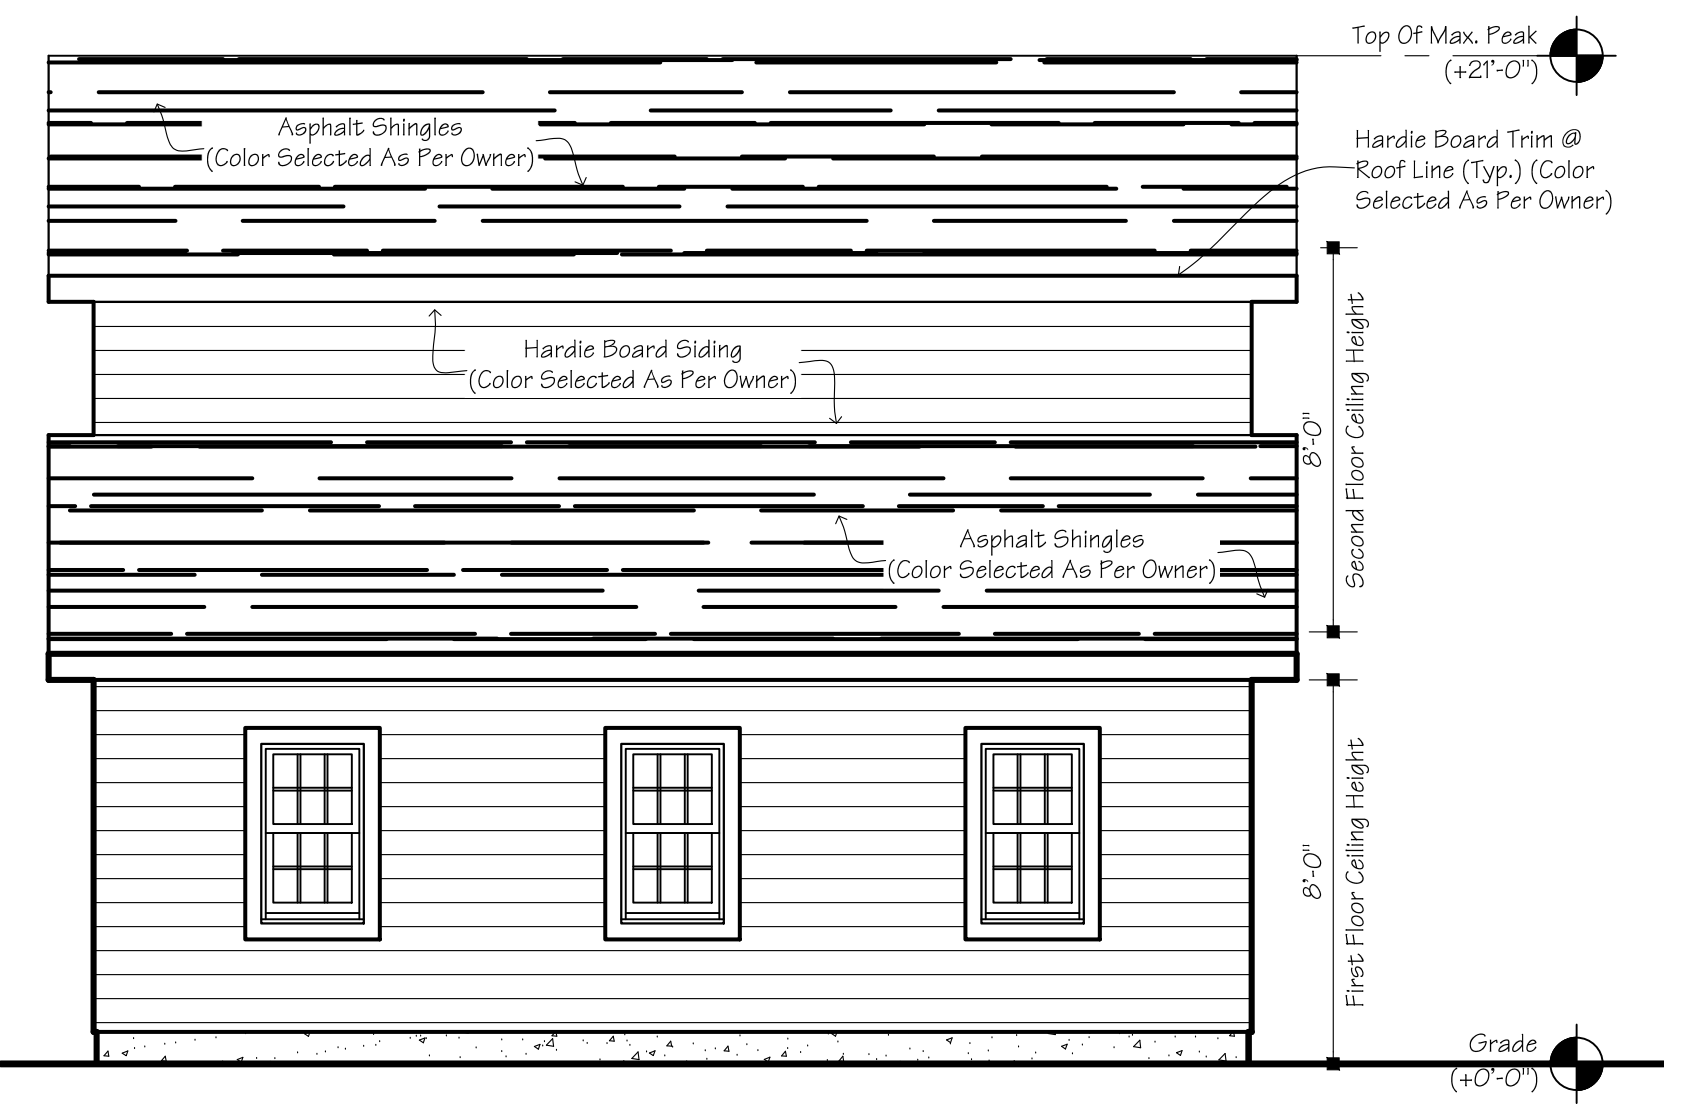 Top Of Max. Peak
(+21'-0")
Asphalt Shingles
(Color Selected As Per Owner)
Hardie Board Trim @
Roof Line (Typ.) (Color
Selected As Per Owner)
Hardie Board Siding
(Color Selected As Per Owner)
8'-0"
Second Floor Ceiling Height
Asphalt Shingles
(Color Selected As Per Owner)
8'-0"
First Floor Ceiling Height
Grade
(+0'-0")